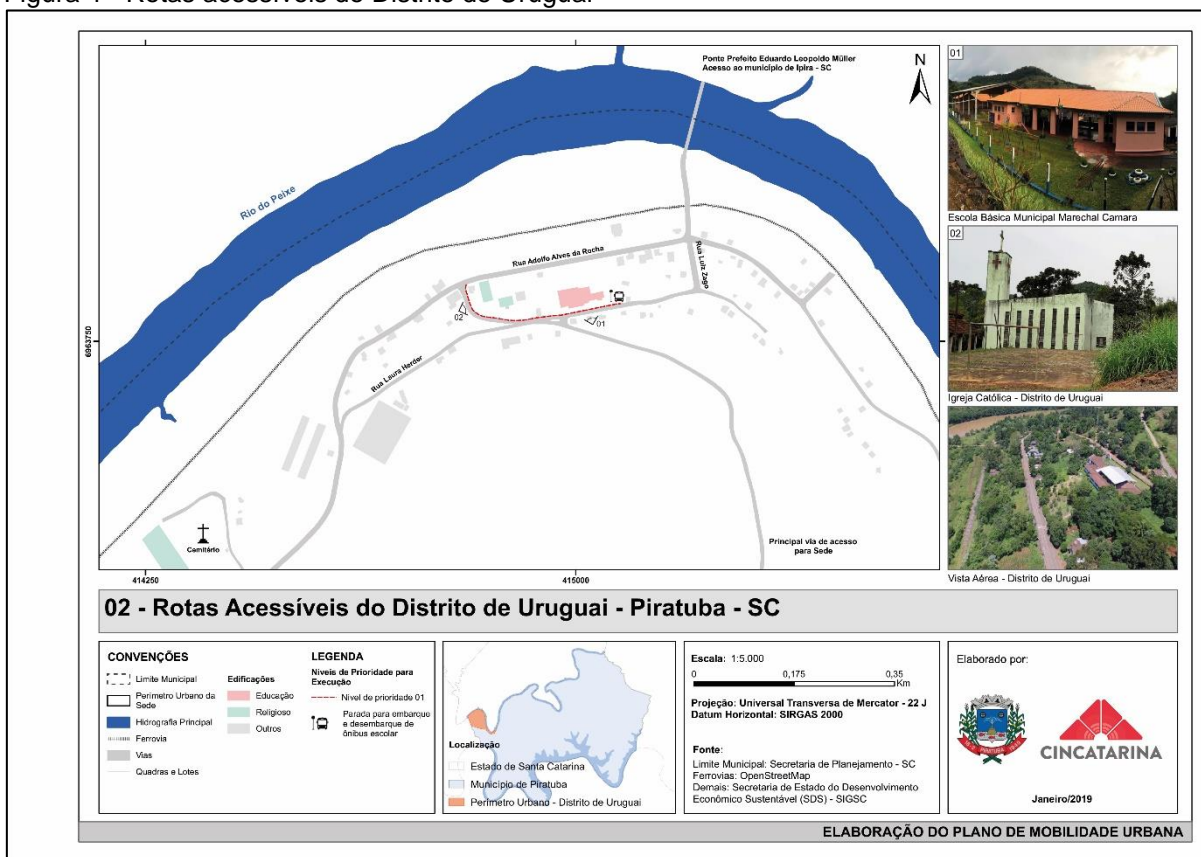 Figura 4 - Rotas acessíveis do Distrito de Uruguai
Ponte Prefeito Eduardo Leopoldo Müller
Acesso ao município de Ipira - SC
N
Rio do Peixe
Rua Adolfo Alves da Rocha
Rua Luiz Zago
02
01
Rua Laura Herder
6963750
Cemitério
Principal via de acesso
para Sede
414250
415000
01
Escola Básica Municipal Marechal Camara
02
Igreja Católica - Distrito de Uruguai
Vista Aérea - Distrito de Uruguai
02 - Rotas Acessíveis do Distrito de Uruguai - Piratuba - SC
CONVENÇÕES
Limite Municipal
Perímetro Urbano da
Sede
Hidrografia Principal
Ferrovia
Vias
Quadras e Lotes
Edificações
Educação
Religioso
Outros
LEGENDA
Níveis de Prioridade para
Execução
Nível de prioridade 01
Parada para embarque
e desembarque de
ônibus escolar
Localização
Estado de Santa Catarina
Município de Piratuba
Perímetro Urbano - Distrito de Uruguai
Escala: 1:5.000
0 0,175 0,35
Km
Projeção: Universal Transversa de Mercator - 22 J
Datum Horizontal: SIRGAS 2000
Fonte:
Limite Municipal: Secretaria de Planejamento - SC
Ferrovias: OpenStreetMap
Demais: Secretaria de Estado do Desenvolvimento
Econômico Sustentável (SDS) - SIGSC
Elaborado por:
PIRATUBA
CINCATARINA
Janeiro/2019
ELABORAÇÃO DO PLANO DE MOBILIDADE URBANA